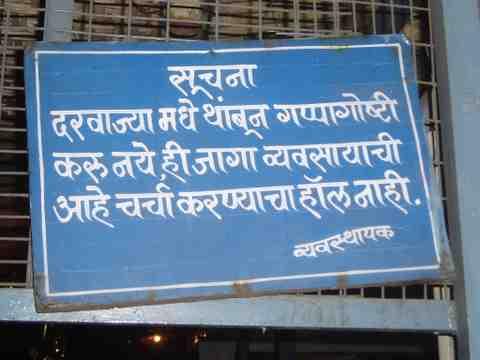 सूचना
दरवाज्या मधे थांबून गप्पागोष्टी
करु नये, ही जागा व्यवसायाची
आहे चर्चा करण्याचा हॉल नाही.
व्यवस्थापक